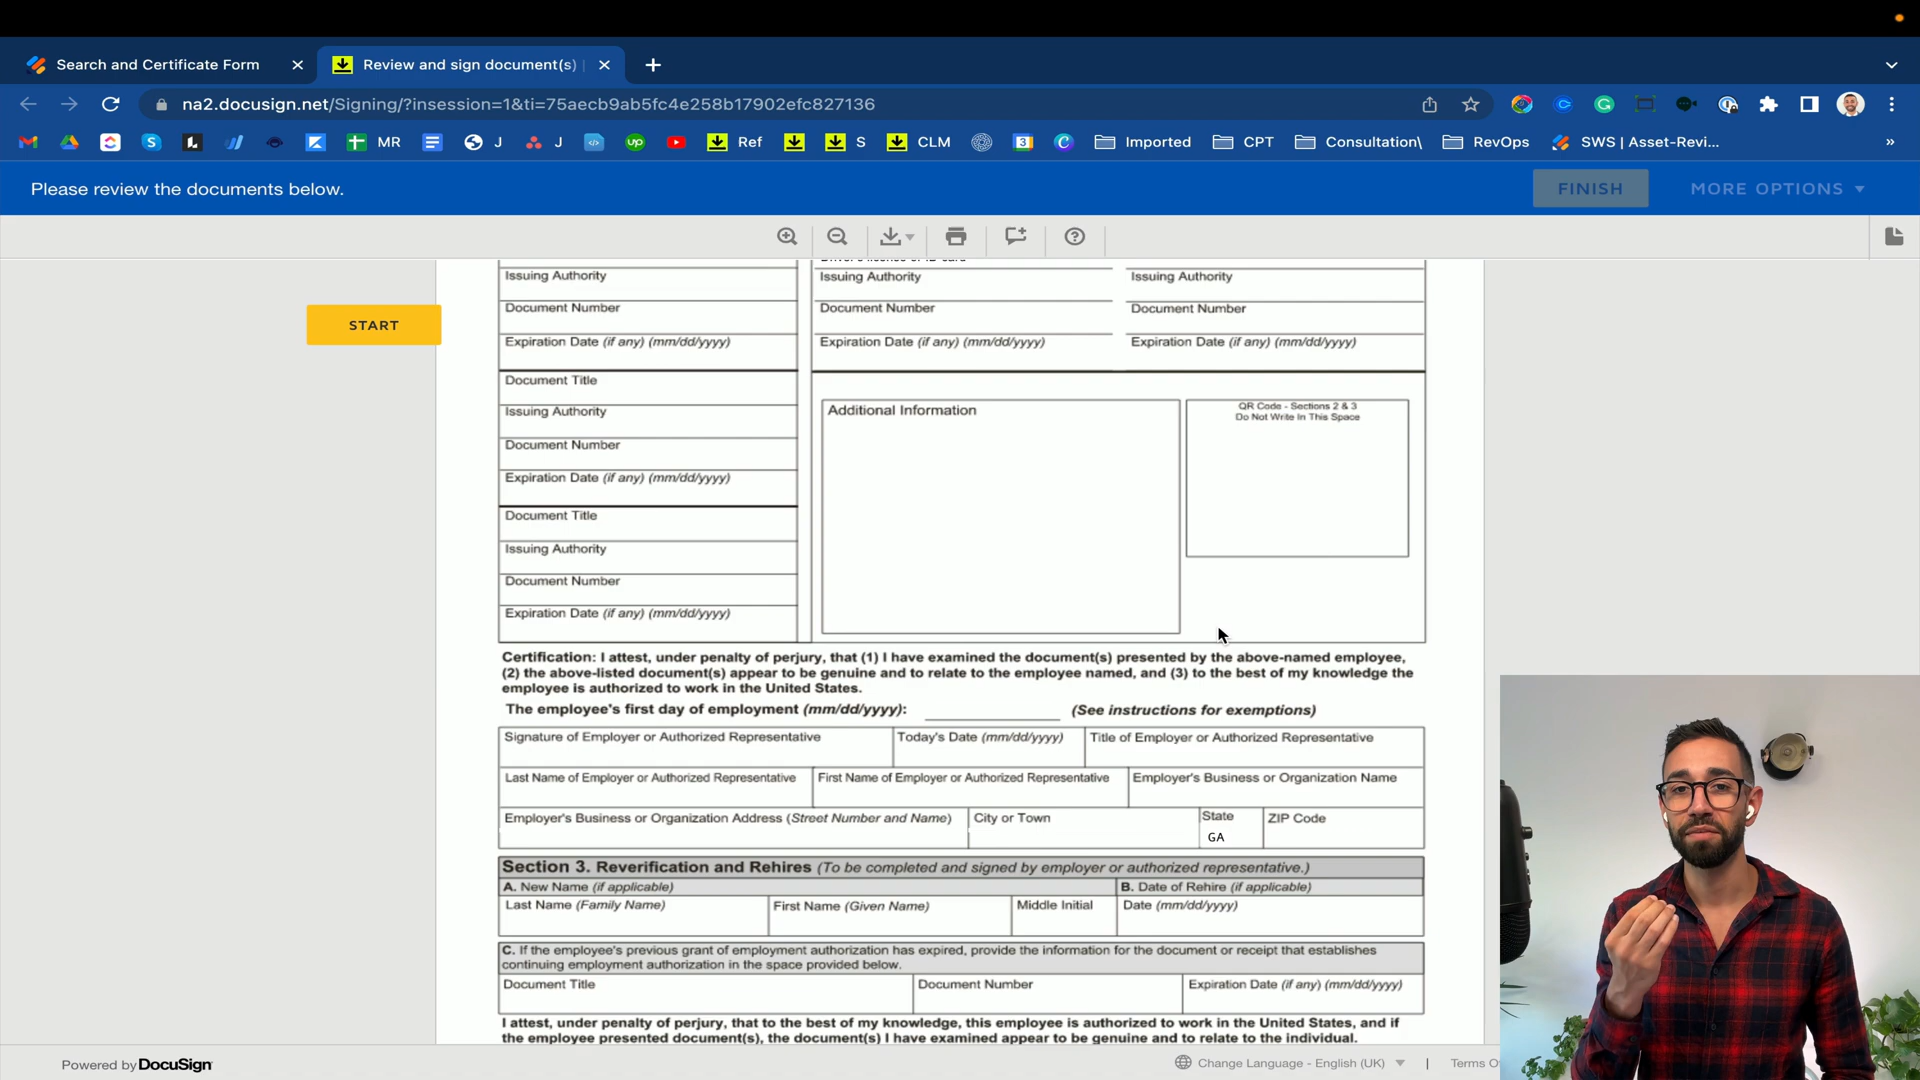 Search and Certificate Form
Review and sign document(s)
na2.docusign.net/Signing/?insession=1&ti=75aecb9ab5fc4e258b17902efc827136
MR
J
J
up
Ref
S
CLM
3
Imported
CPT
Consultation\
RevOps
SWS | Asset-Revi...
»
Please review the documents below.
FINISH
MORE OPTIONS
START
Issuing Authority
Issuing Authority
Issuing Authority
Document Number
Document Number
Document Number
Expiration Date (if any) (mm/dd/yyyy)
Expiration Date (if any) (mm/dd/yyyy)
Expiration Date (if any) (mm/dd/yyyy)
Document Title
Issuing Authority
Document Number
Expiration Date (if any) (mm/dd/yyyy)
Document Title
Issuing Authority
Document Number
Expiration Date (if any) (mm/dd/yyyy)
Additional Information
QR Code - Sections 2 & 3
Do Not Write In This Space
Certification: I attest, under penalty of perjury, that (1) I have examined the document(s) presented by the above-named employee,
(2) the above-listed document(s) appear to be genuine and to relate to the employee named, and (3) to the best of my knowledge the
employee is authorized to work in the United States.
The employee's first day of employment (mm/dd/yyyy):
(See instructions for exemptions)
Signature of Employer or Authorized Representative
Today's Date (mm/dd/yyyy)
Title of Employer or Authorized Representative
Last Name of Employer or Authorized Representative
First Name of Employer or Authorized Representative
Employer's Business or Organization Name
Employer's Business or Organization Address (Street Number and Name)
City or Town
State
GA
ZIP Code
Section 3. Reverification and Rehires (To be completed and signed by employer or authorized representative.)
A. New Name (if applicable)
B. Date of Rehire (if applicable)
Last Name (Family Name)
First Name (Given Name)
Middle Initial
Date (mm/dd/yyyy)
C. If the employee's previous grant of employment authorization has expired, provide the information for the document or receipt that establishes
continuing employment authorization in the space provided below.
Document Title
Document Number
Expiration Date (if any) (mm/dd/yyyy)
I attest, under penalty of perjury, that to the best of my knowledge, this employee is authorized to work in the United States, and if
the employee presented document(s), the document(s) I have examined appear to be genuine and to relate to the individual.
Powered by DocuSign
Change Language - English (UK)
|
Terms